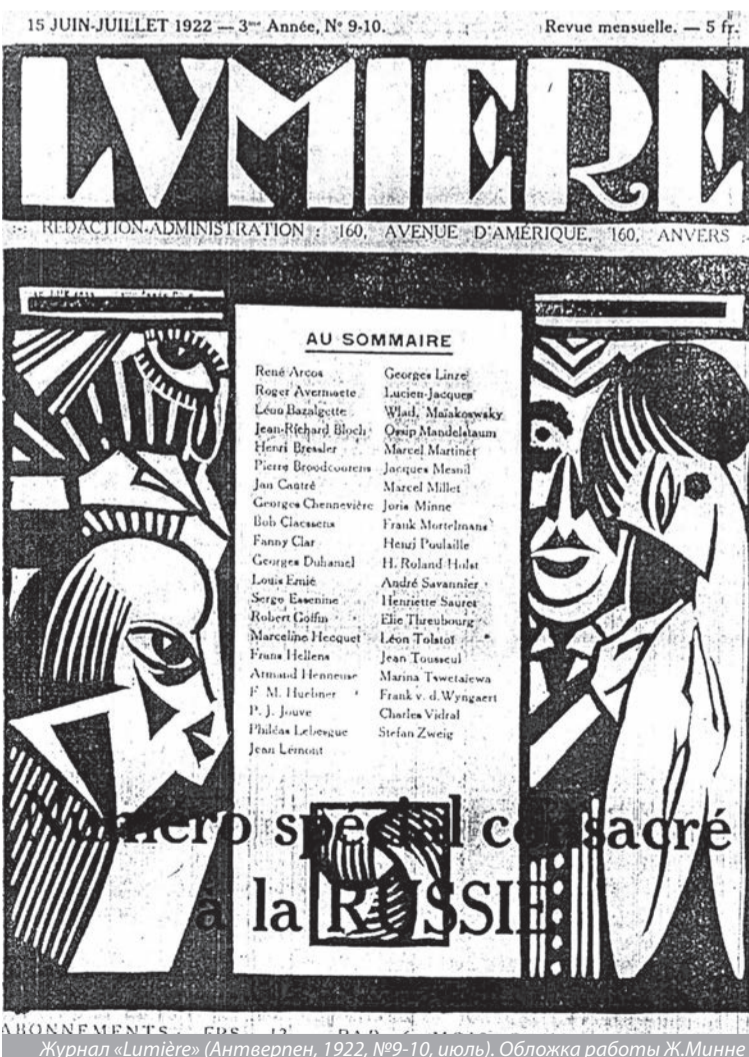 15 JUIN-JUILLET 1922 — 3me Année, Nº 9-10. Revue mensuelle. — 5 fr.
LVMIERE
REDACTION-ADMINISTRATION : 160, AVENUE D'AMÉRIQUE, 160, ANVERS
AU SOMMAIRE
René Arcos
Roger Avermaete
Léon Bazalgette
Jean-Richard Bloch
Henri Bressler
Pierre Broodcoorens
Jan Cantré
Georges Chennevière
Bob Claessens
Fanny Clar
Georges Duhamel
Louis Emié
Serge Essenine
Robert Goffin
Marceline Hecquet
Frans Hellens
Armand Henneuse
F. M. Huebner
P. J. Jouve
Philéas Lebesgue
Jean Lémont
Georges Linze
Lucien-Jacques
Wlad. Maïakowsky
Ossip Mandelstaum
Marcel Martinet
Jacques Mesnil
Marcel Millet
Joris Minne
Frank Mortelmans
Henri Poulaille
H. Roland Holst
André Savannier
Henriette Sauret
Elie Threubourg
Léon Tolstoï
Jean Tousseul
Marina Tswetaiewa
Frank v. d. Wyngaert
Charles Vidral
Stefan Zweig
Numéro spécial consacré
à la RUSSIE
ABONNEMENTS
Журнал «Lumière» (Антверпен, 1922, №9-10, июль). Обложка работы Ж.Минне